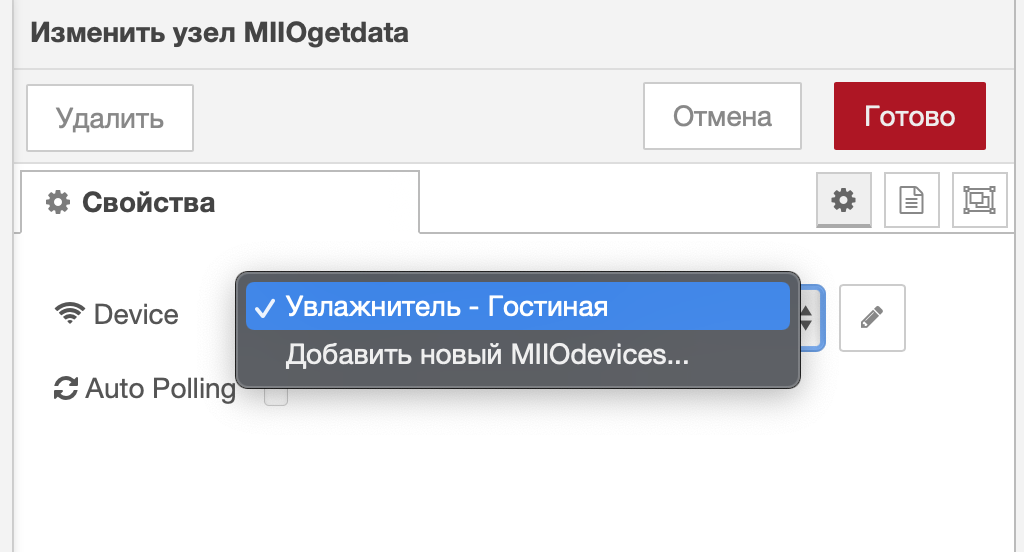 Изменить узел MIIOgetdata
Удалить
Отмена
Готово
Свойства
Device
Увлажнитель - Гостиная
Добавить новый MIIOdevices...
Auto Polling